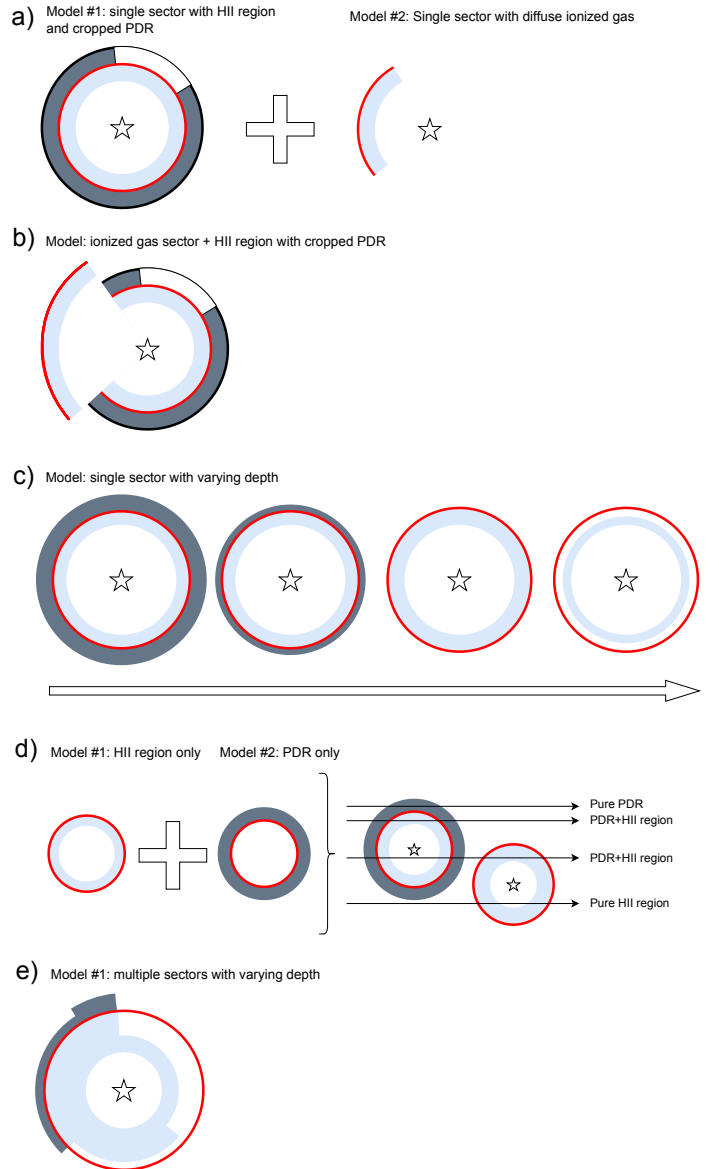 a) Model #1: single sector with HII region
and cropped PDR
Model #2: Single sector with diffuse ionized gas
b) Model: ionized gas sector + HII region with cropped PDR
c) Model: single sector with varying depth
d) Model #1: HII region only
Model #2: PDR only
Pure PDR
PDR+HII region
PDR+HII region
Pure HII region
e) Model #1: multiple sectors with varying depth